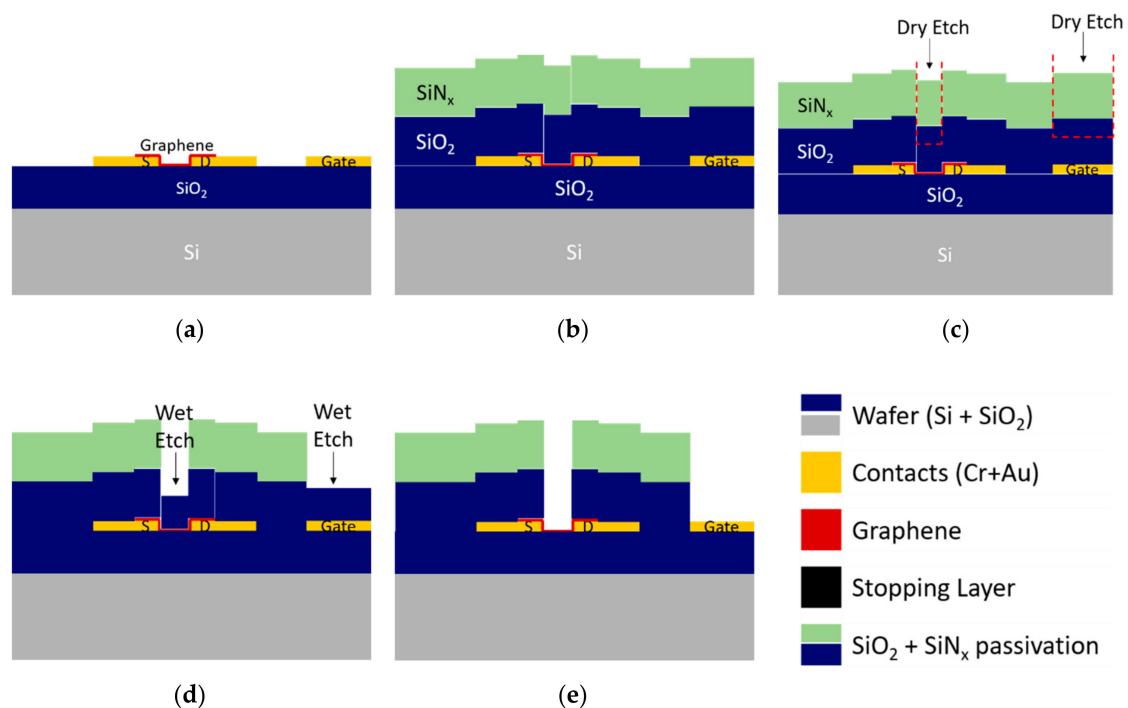 Graphene
S D Gate
SiO2
Si
(a)
SiNx
SiO2
S D Gate
SiO2
Si
(b)
Dry Etch Dry Etch
SiNx
SiO2
S D Gate
SiO2
Si
(c)
Wet Wet
Etch Etch
S D Gate
(d)
S D Gate
(e)
Wafer (Si + SiO2)
Contacts (Cr+Au)
Graphene
Stopping Layer
SiO2 + SiNx passivation